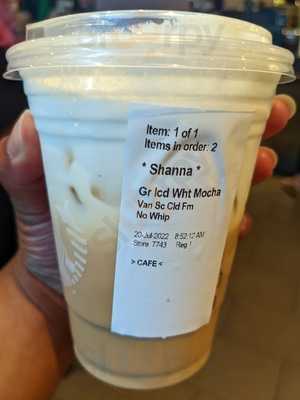 Item: 1 of 1
Items in order: 2
* Shanna *
Gr Icd Wht Mocha
Van Sc Cld Fm
No Whip
20-Jul-2022 8:52:12 AM
Store 7743 Reg 1
> CAFE <